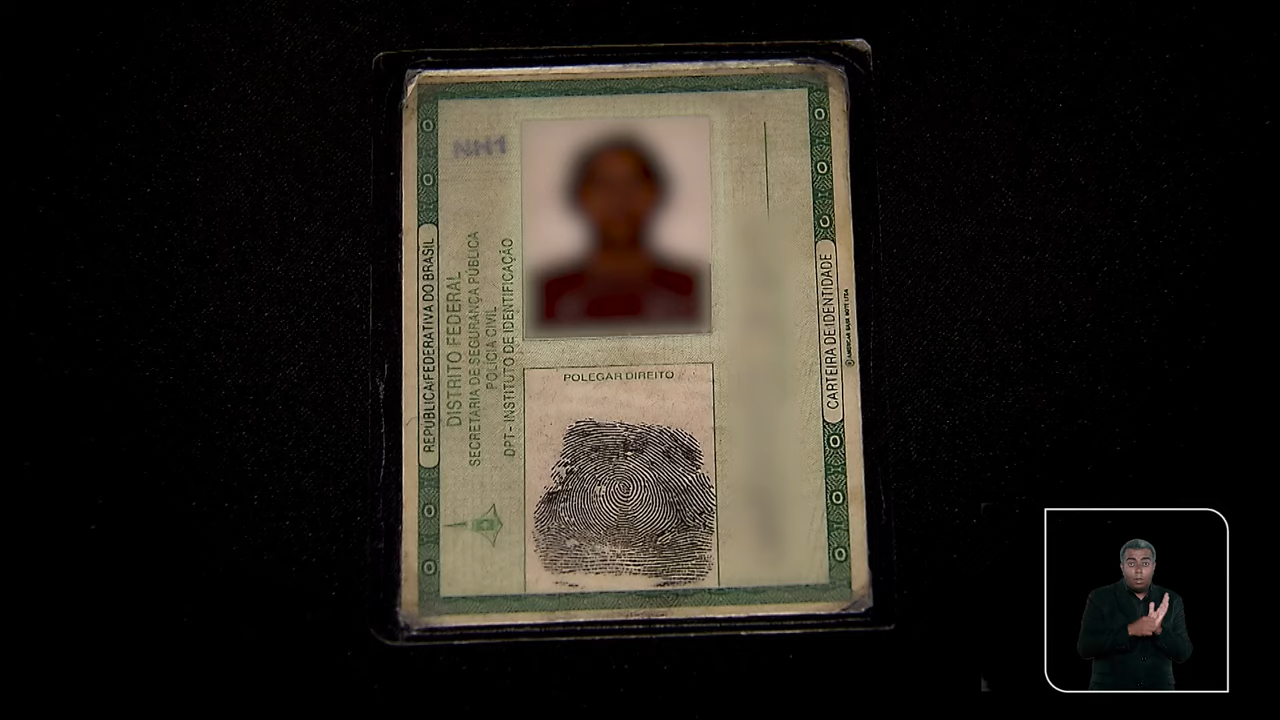 NH1
REPÚBLICA FEDERATIVA DO BRASIL
DISTRITO FEDERAL
SECRETARIA DE SEGURANÇA PÚBLICA
POLÍCIA CIVIL
DPT - INSTITUTO DE IDENTIFICAÇÃO
POLEGAR DIREITO
CARTEIRA DE IDENTIDADE